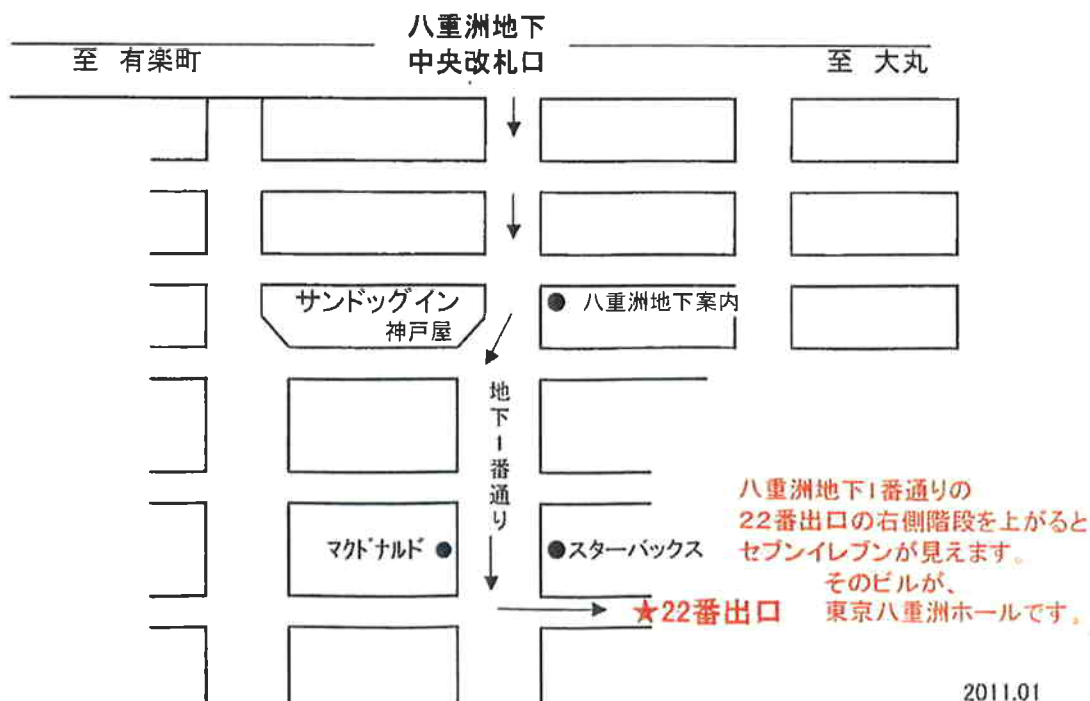 八重洲地下
中央改札口
至 有楽町
至 大丸
サンドッグイン
神戸屋
八重洲地下案内
地下1番通り
マクドナルド
スターバックス
八重洲地下1番通りの
22番出口の右側階段を上がると
セブンイレブンが見えます。
そのビルが、
東京八重洲ホールです。
★22番出口
2011.01